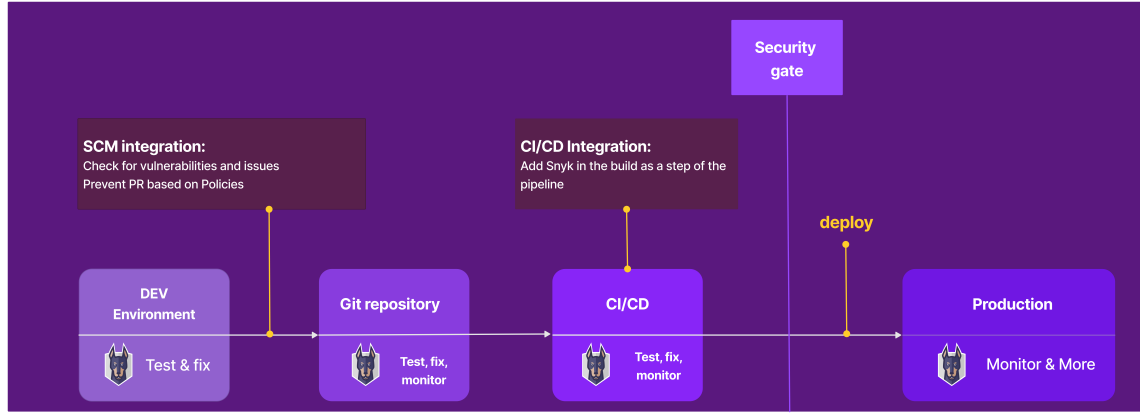 Security
gate
SCM integration:
Check for vulnerabilities and issues
Prevent PR based on Policies
CI/CD Integration:
Add Snyk in the build as a step of the
pipeline
deploy
DEV
Environment
Test & fix
Git repository
Test, fix,
monitor
CI/CD
Test, fix,
monitor
Production
Monitor & More